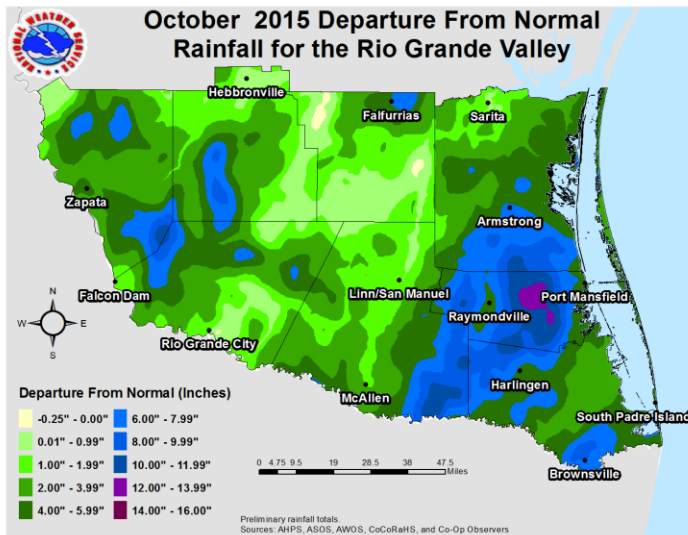 October 2015 Departure From Normal
Rainfall for the Rio Grande Valley
NATIONAL WEATHER SERVICE
Hebbronville
Falfurrias
Sarita
Zapata
Armstrong
Falcon Dam
Linn/San Manuel
Port Mansfield
Raymondville
N
W E
S
Rio Grande City
Harlingen
McAllen
South Padre Island
Brownsville
Departure From Normal (Inches)
-0.25" - 0.00" 6.00" - 7.99"
0.01" - 0.99" 8.00" - 9.99"
1.00" - 1.99" 10.00" - 11.99"
2.00" - 3.99" 12.00" - 13.99"
4.00" - 5.99" 14.00" - 16.00"
0 4.75 9.5 19 28.5 38 47.5
Miles
Preliminary rainfall totals.
Sources: AHPS, ASOS, AWOS, CoCoRaHS, and Co-Op Observers